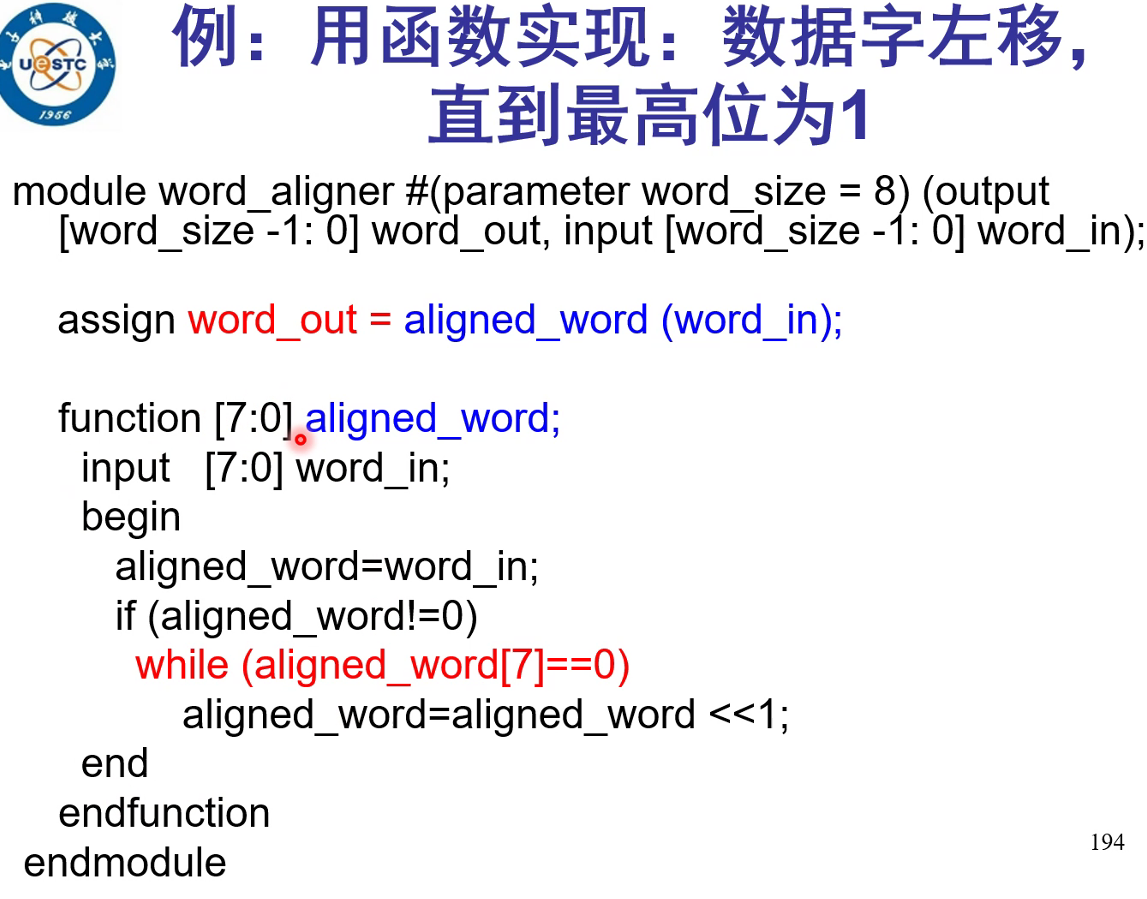 例：用函数实现：数据字左移，
直到最高位为1
UeSTC
1956
module word_aligner #(parameter word_size = 8) (output
[word_size -1: 0] word_out, input [word_size -1: 0] word_in);
assign word_out = aligned_word (word_in);
function [7:0] aligned_word;
input [7:0] word_in;
begin
aligned_word=word_in;
if (aligned_word!=0)
while (aligned_word[7]==0)
aligned_word=aligned_word <<1;
end
endfunction
endmodule
194